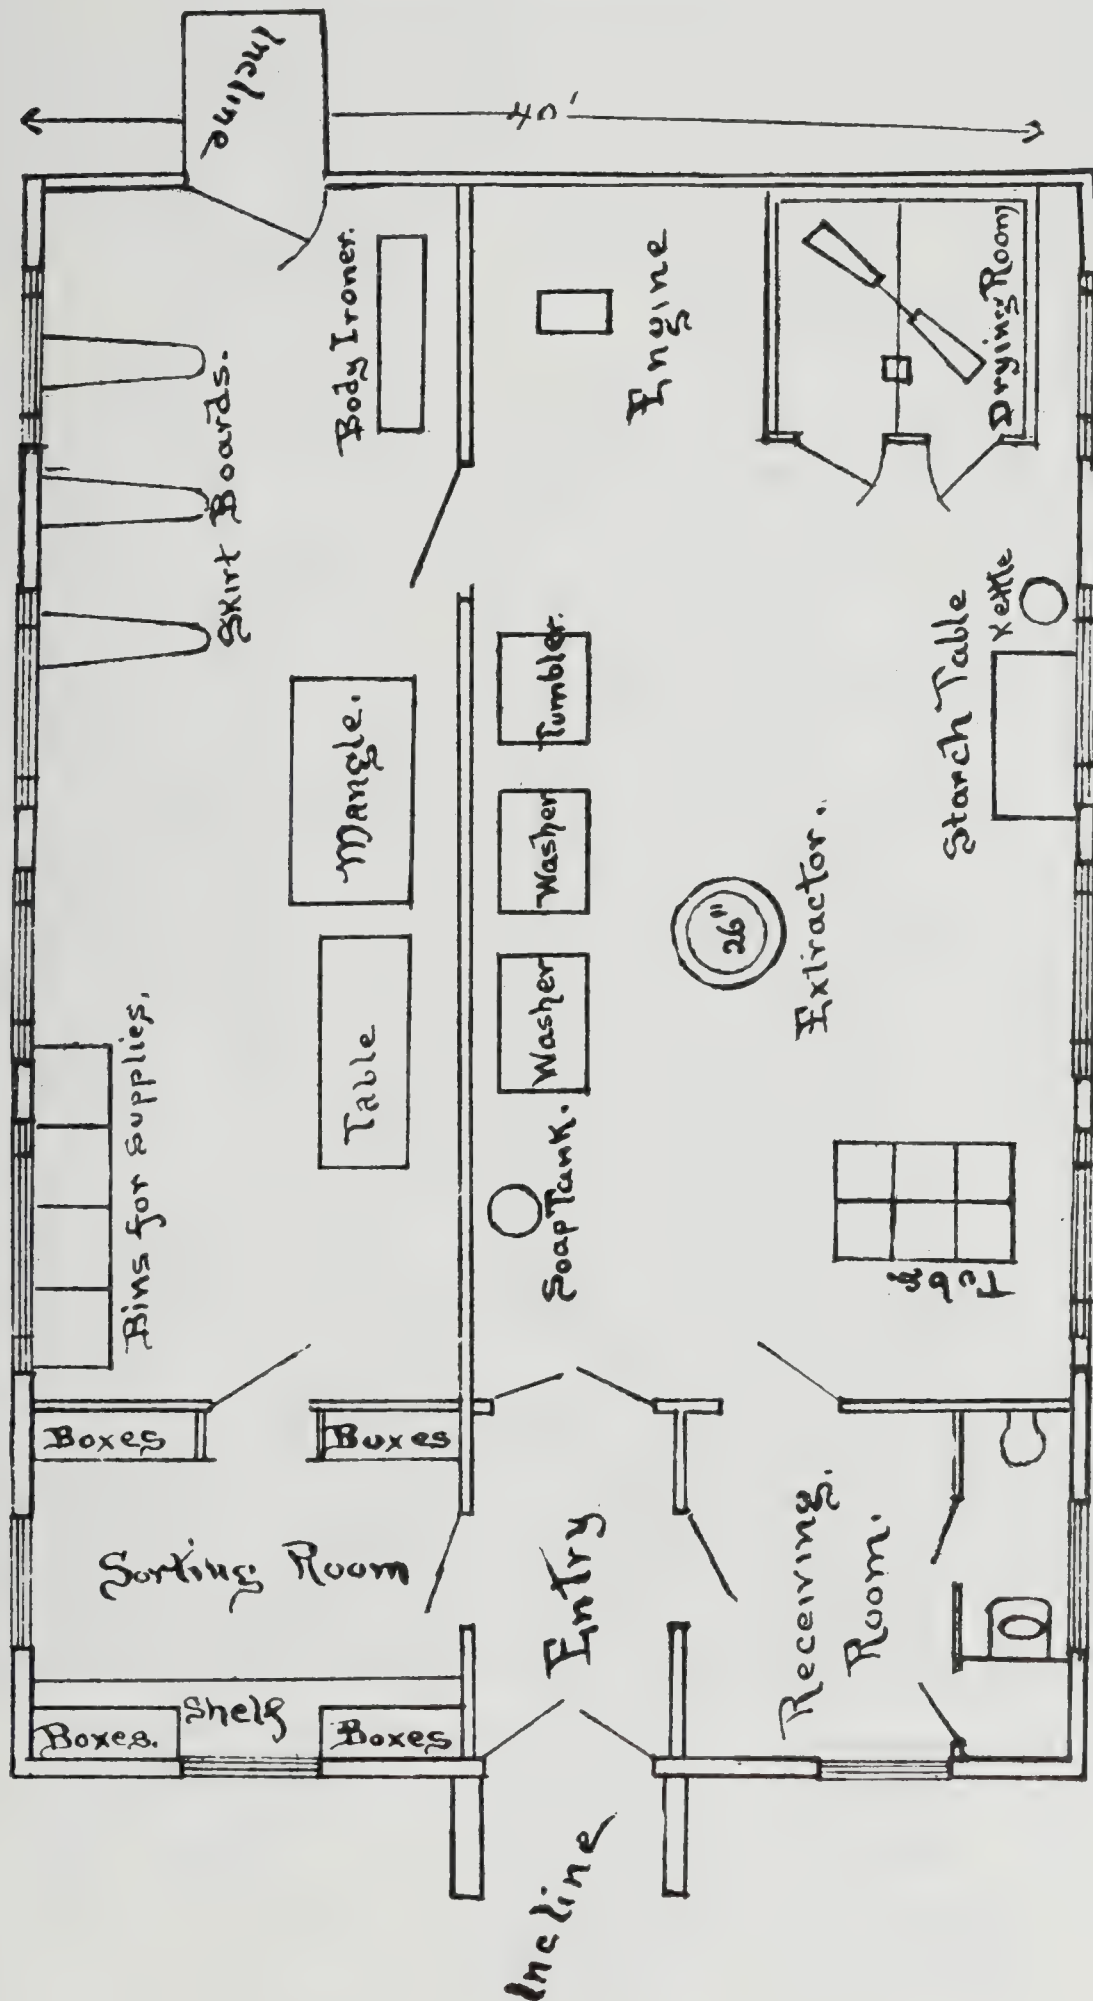 Incline
40'
Skirt Boards.
Body Ironer.
Engine
Drying Room
Mangle.
Tumbler.
Kettle
Starch Table
Bins for supplies.
Table
Washer
Washer
26"
Extractor.
Soap Tank.
Tubs
Boxes
Boxes
Sorting Room
Entry
Receiving.
Room.
Shelf
Boxes.
Boxes
Incline